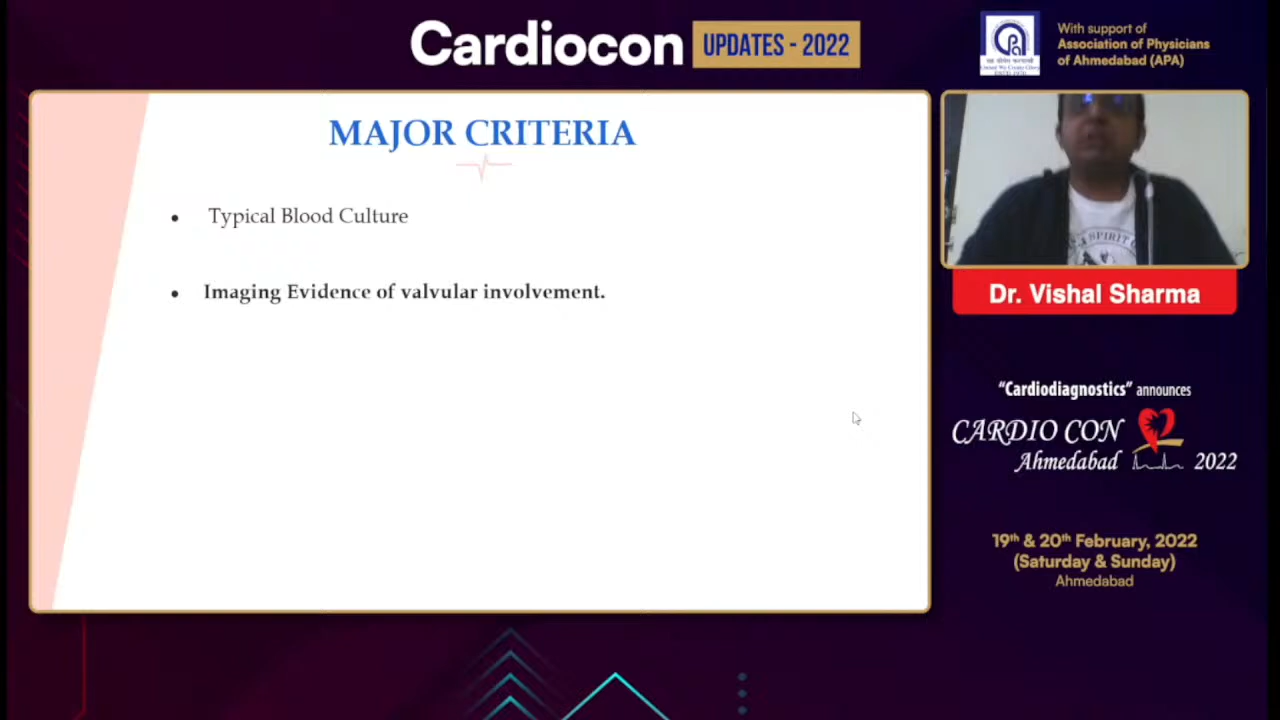 Cardiocon
UPDATES - 2022
With support of
Association of Physicians
of Ahmedabad (APA)
MAJOR CRITERIA
• Typical Blood Culture
• Imaging Evidence of valvular involvement.
SPIRIT
Dr. Vishal Sharma
“Cardiodiagnostics” announces
CARDIO CON
Ahmedabad 2022
19th & 20th February, 2022
(Saturday & Sunday)
Ahmedabad